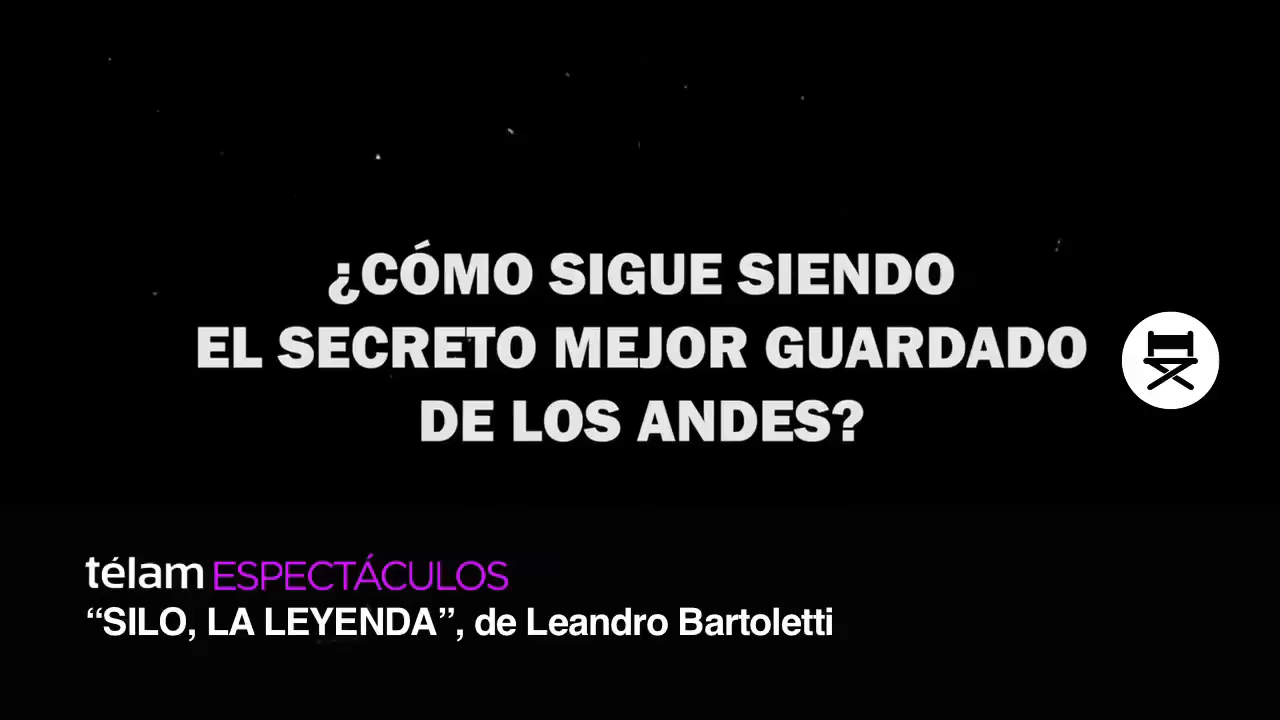 ¿CÓMO SIGUE SIENDO
EL SECRETO MEJOR GUARDADO
DE LOS ANDES?
télam ESPECTÁCULOS
“SILO, LA LEYENDA”, de Leandro Bartoletti